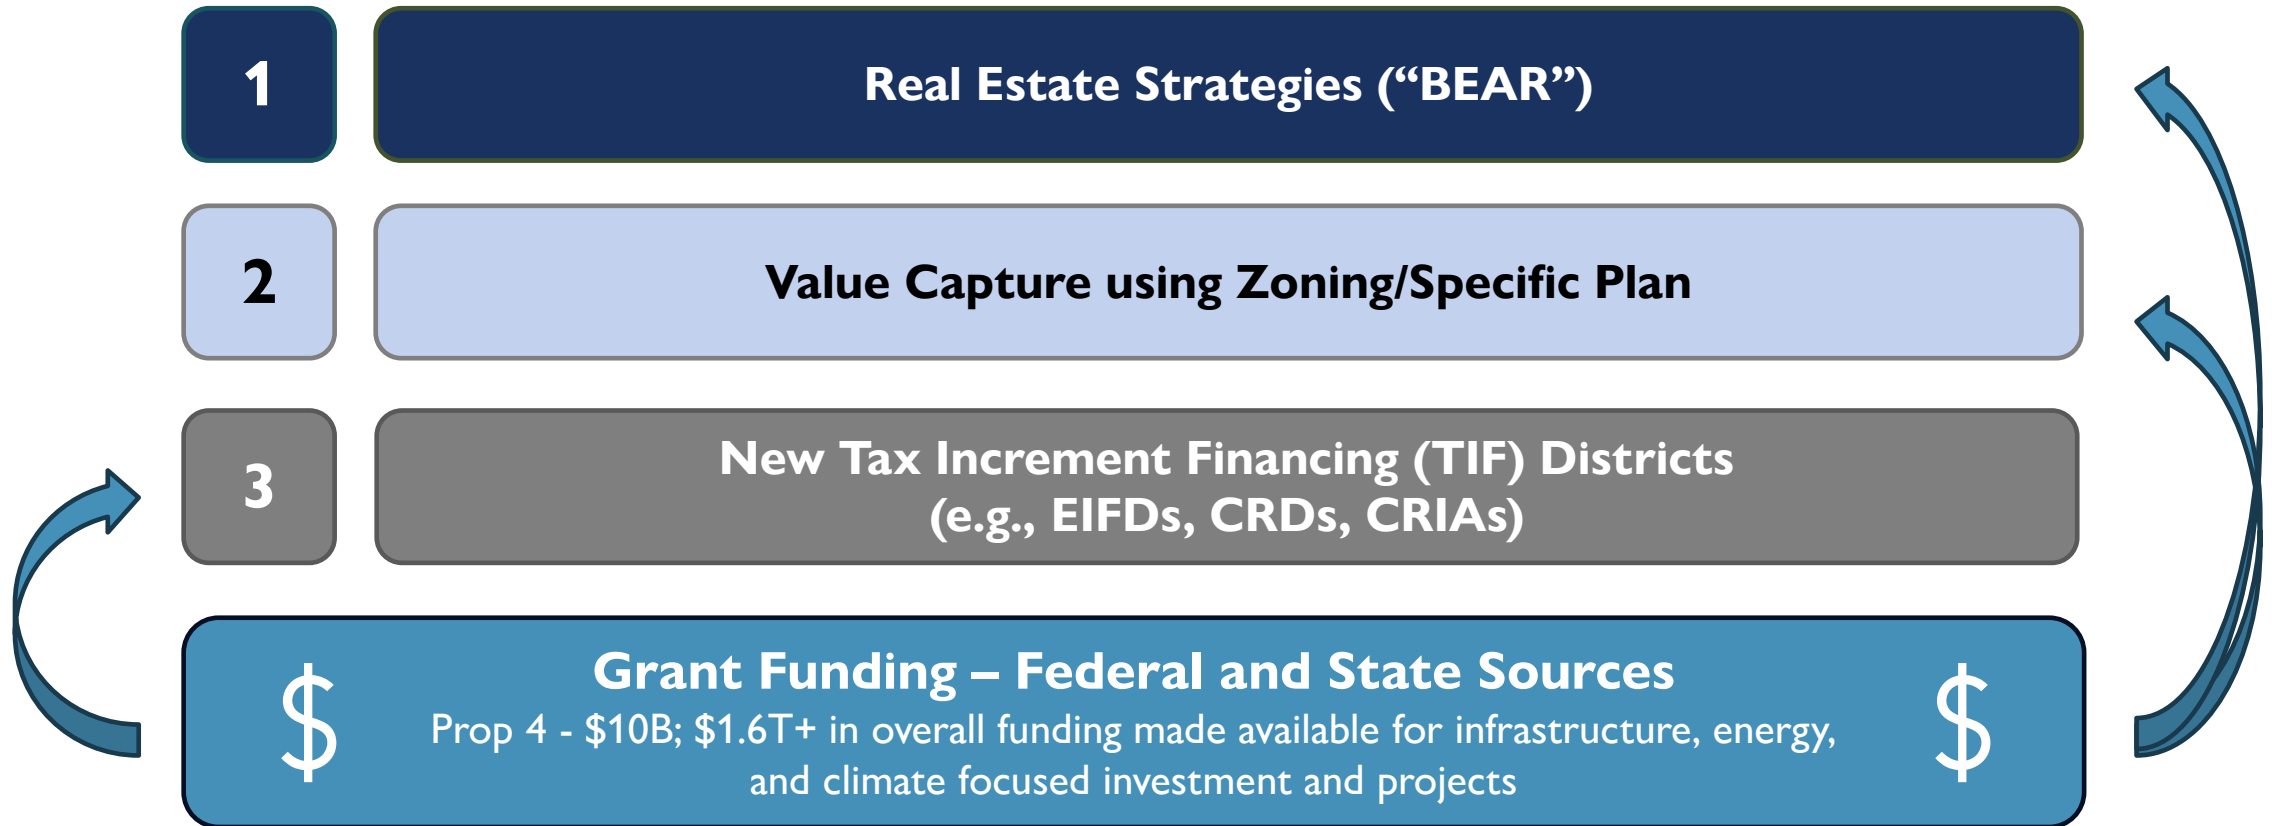 1
Real Estate Strategies (“BEAR”)
2
Value Capture using Zoning/Specific Plan
3
New Tax Increment Financing (TIF) Districts
(e.g., EIFDs, CRDs, CRIAs)
$
Grant Funding – Federal and State Sources
$
Prop 4 - $10B; $1.6T+ in overall funding made available for infrastructure, energy,
and climate focused investment and projects